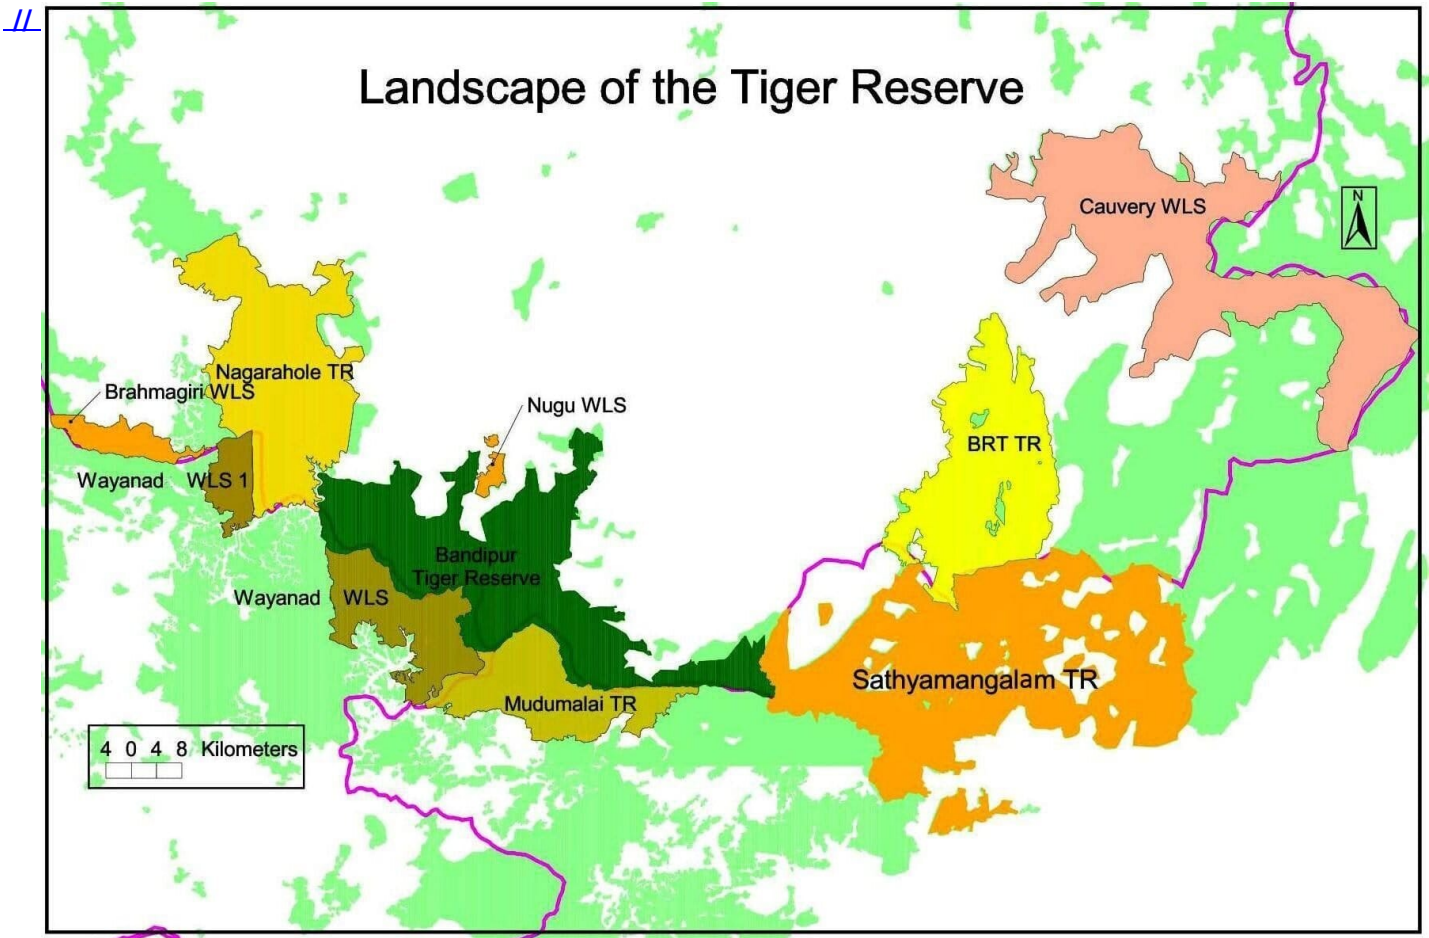 //
Landscape of the Tiger Reserve
N
Cauvery WLS
Nagarahole TR
Brahmagiri WLS
Nugu WLS
BRT TR
Wayanad WLS 1
Bandipur
Tiger Reserve
Wayanad WLS
Sathyamangalam TR
Mudumalai TR
4 0 4 8 Kilometers